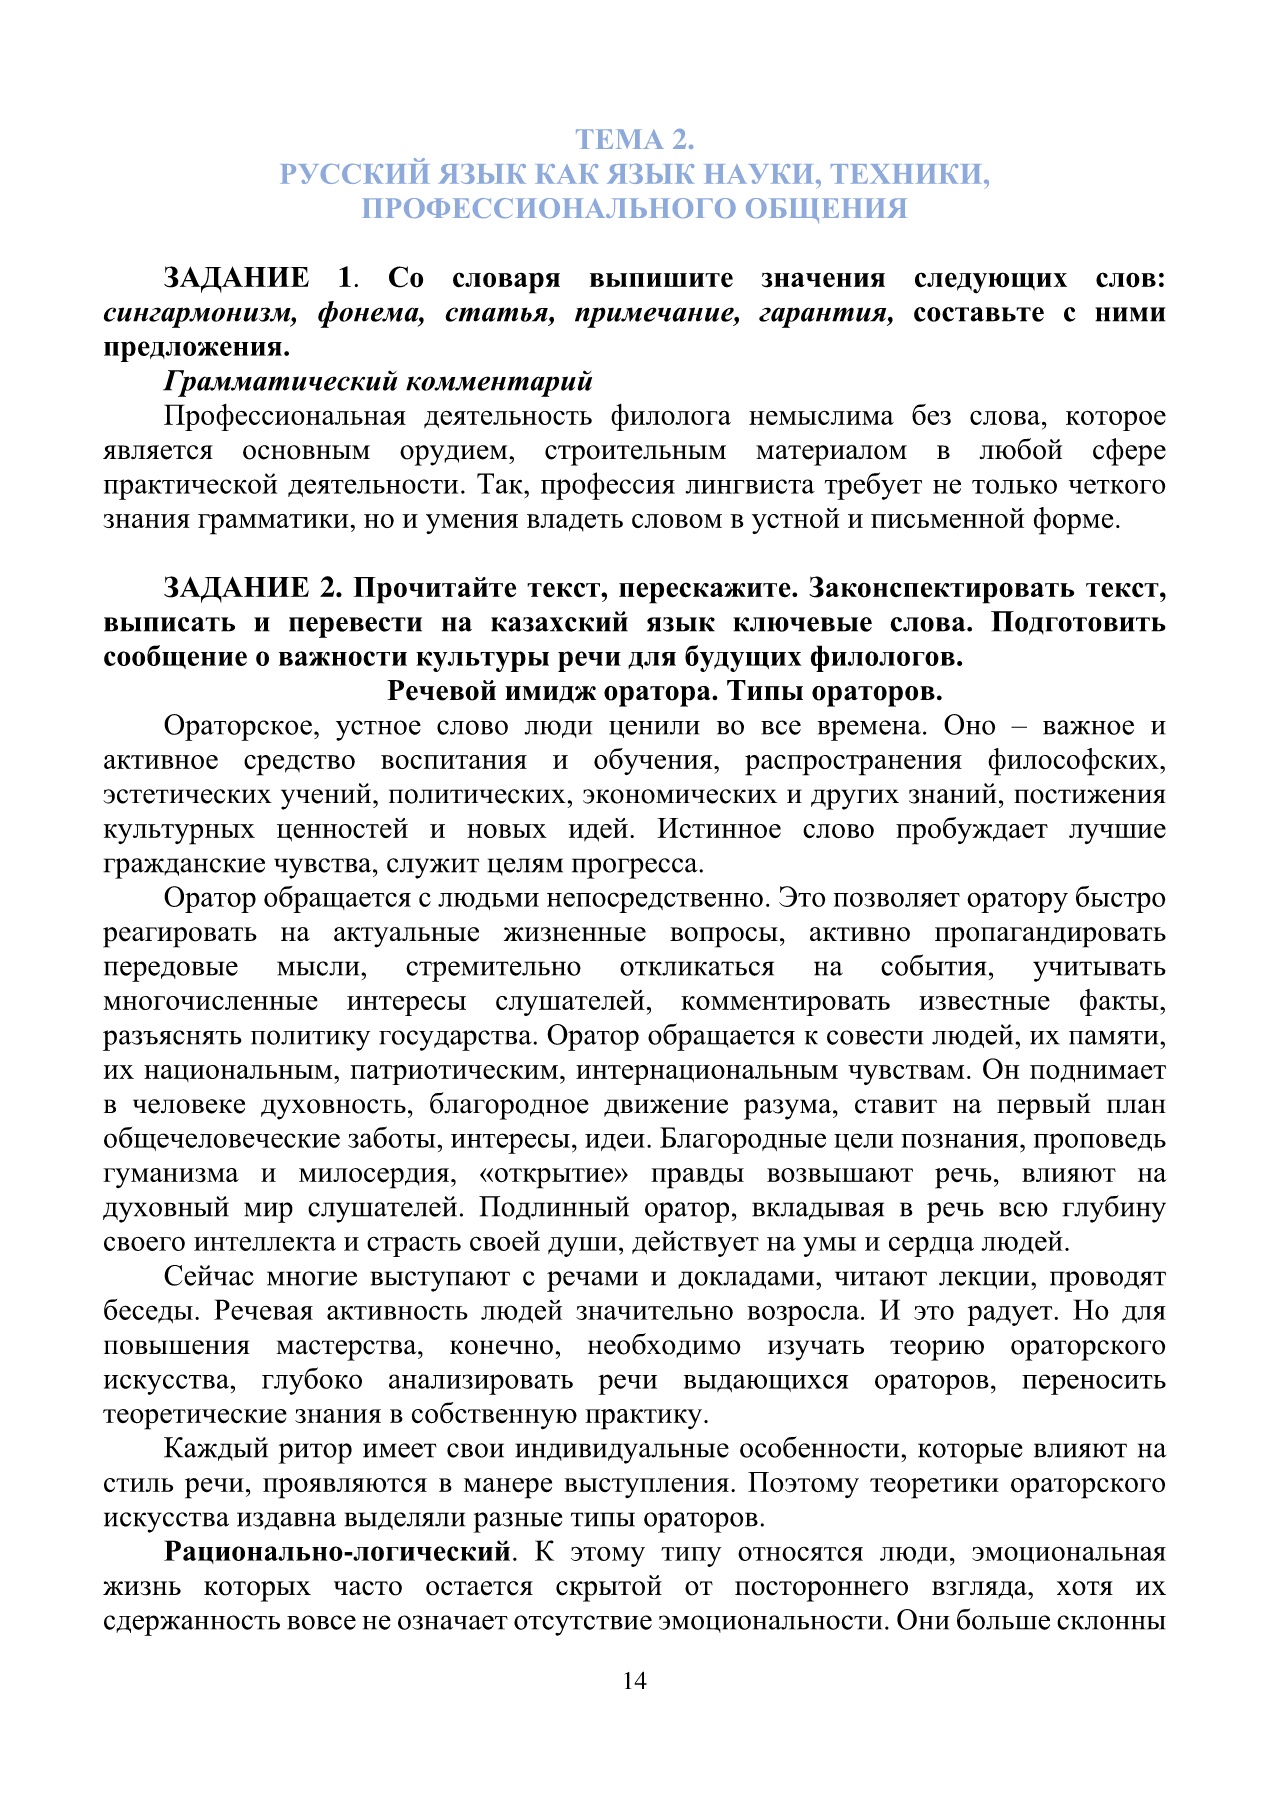 ТЕМА 2.
РУССКИЙ ЯЗЫК КАК ЯЗЫК НАУКИ, ТЕХНИКИ,
ПРОФЕССИОНАЛЬНОГО ОБЩЕНИЯ
ЗАДАНИЕ 1. Со словаря выпишите значения следующих слов:
сингармонизм, фонема, статья, примечание, гарантия, составьте с ними
предложения.
Грамматический комментарий
Профессиональная деятельность филолога немыслима без слова, которое
является основным орудием, строительным материалом в любой сфере
практической деятельности. Так, профессия лингвиста требует не только четкого
знания грамматики, но и умения владеть словом в устной и письменной форме.
ЗАДАНИЕ 2. Прочитайте текст, перескажите. Законспектировать текст,
выписать и перевести на казахский язык ключевые слова. Подготовить
сообщение о важности культуры речи для будущих филологов.
Речевой имидж оратора. Типы ораторов.
Ораторское, устное слово люди ценили во все времена. Оно – важное и
активное средство воспитания и обучения, распространения философских,
эстетических учений, политических, экономических и других знаний, постижения
культурных ценностей и новых идей. Истинное слово пробуждает лучшие
гражданские чувства, служит целям прогресса.
Оратор обращается с людьми непосредственно. Это позволяет оратору быстро
реагировать на актуальные жизненные вопросы, активно пропагандировать
передовые мысли, стремительно откликаться на события, учитывать
многочисленные интересы слушателей, комментировать известные факты,
разъяснять политику государства. Оратор обращается к совести людей, их памяти,
их национальным, патриотическим, интернациональным чувствам. Он поднимает
в человеке духовность, благородное движение разума, ставит на первый план
общечеловеческие заботы, интересы, идеи. Благородные цели познания, проповедь
гуманизма и милосердия, «открытие» правды возвышают речь, влияют на
духовный мир слушателей. Подлинный оратор, вкладывая в речь всю глубину
своего интеллекта и страсть своей души, действует на умы и сердца людей.
Сейчас многие выступают с речами и докладами, читают лекции, проводят
беседы. Речевая активность людей значительно возросла. И это радует. Но для
повышения мастерства, конечно, необходимо изучать теорию ораторского
искусства, глубоко анализировать речи выдающихся ораторов, переносить
теоретические знания в собственную практику.
Каждый ритор имеет свои индивидуальные особенности, которые влияют на
стиль речи, проявляются в манере выступления. Поэтому теоретики ораторского
искусства издавна выделяли разные типы ораторов.
Рационально-логический. К этому типу относятся люди, эмоциональная
жизнь которых часто остается скрытой от постороннего взгляда, хотя их
сдержанность вовсе не означает отсутствие эмоциональности. Они больше склонны
14